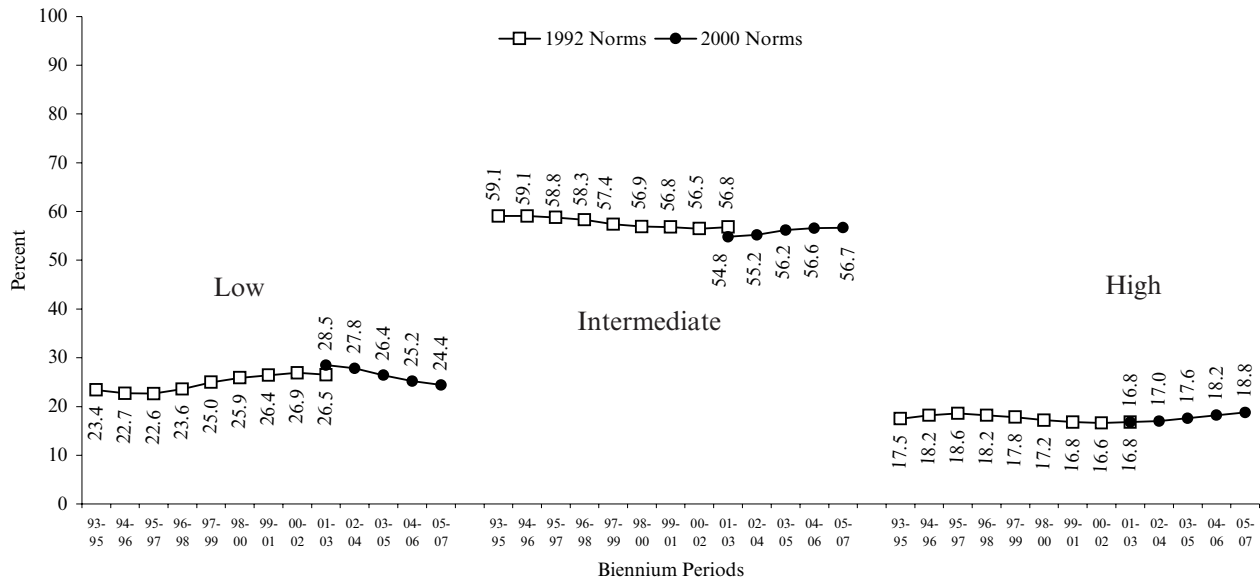 100
90
80
70
60
50
40
30
20
10
0
Percent
1992 Norms 2000 Norms
Low
28.5 27.8 26.4 25.2 24.4
23.4 22.7 22.6 23.6 25.0 25.9 26.4 26.9 26.5
Intermediate
59.1 59.1 58.8 58.3 57.4 56.9 56.8 56.5 56.8
54.8 55.2 56.2 56.6 56.7
High
16.8 17.0 17.6 18.2 18.8
17.5 18.2 18.6 18.2 17.8 17.2 16.8 16.6 16.8
93- 94- 95- 96- 97- 98- 99- 00- 01- 02- 03- 04- 05- 93- 94- 95- 96- 97- 98- 99- 00- 01- 02- 03- 04- 05- 93- 94- 95- 96- 97- 98- 99- 00- 01- 02- 03- 04- 05-
95 96 97 98 99 00 01 02 03 04 05 06 07 95 96 97 98 99 00 01 02 03 04 05 06 07 95 96 97 98 99 00 01 02 03 04 05 06 07
Biennium Periods